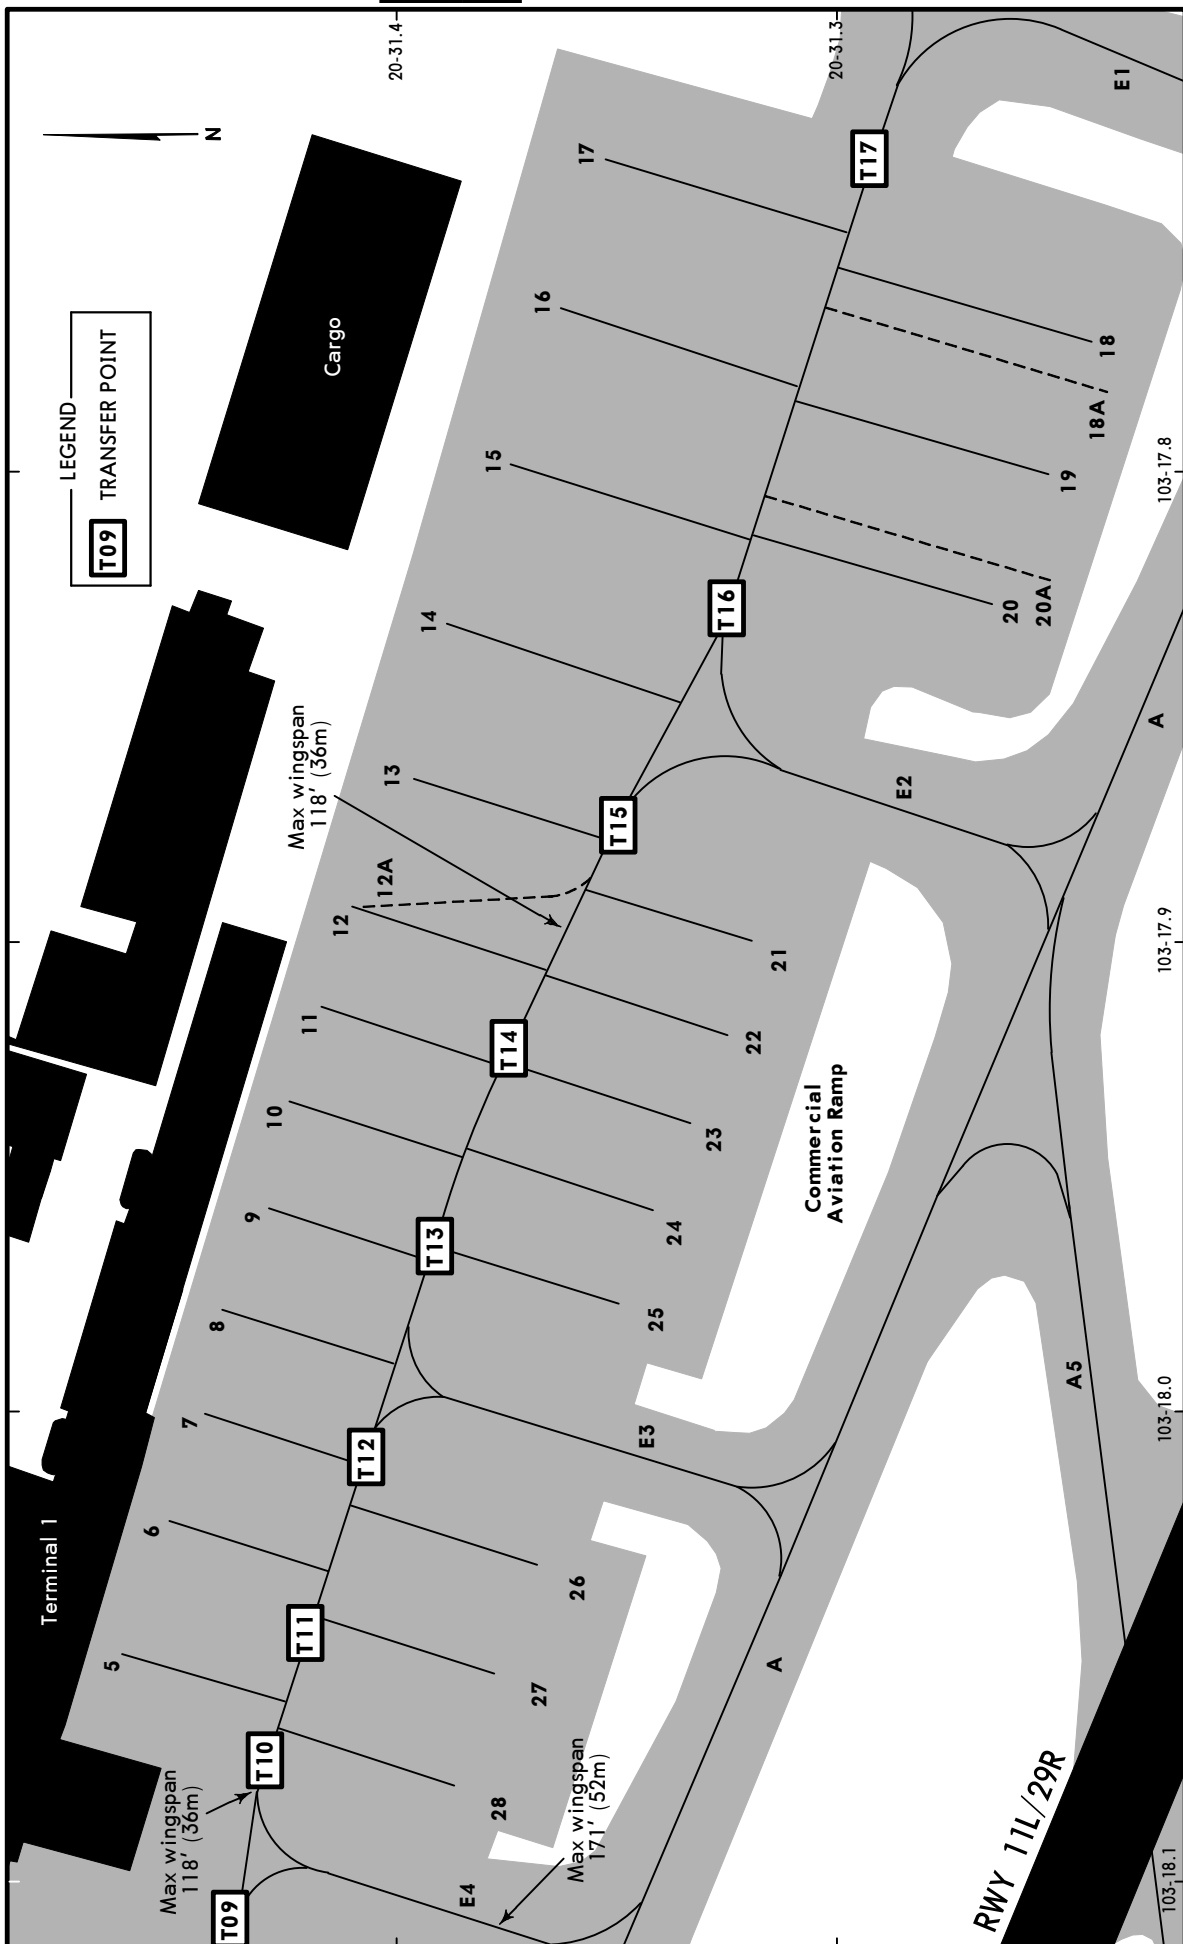 LEGEND
T09 TRANSFER POINT
N
20-31.4
20-31.3
E1
T17
17
16
18
18A
Cargo
15
19
103-17.8
20
20A
T16
14
Max wingspan
118' (36m)
13
T15
E2
A
12A
12
21
22
103-17.9
11
T14
10
23
Commercial
Aviation Ramp
9
T13
24
25
8
7
T12
E3
A5
103-18.0
6
Terminal 1
26
T11
5
27
A
T10
Max wingspan
118' (36m)
28
Max wingspan
171' (52m)
E4
T09
RWY 11L/29R
103-18.1